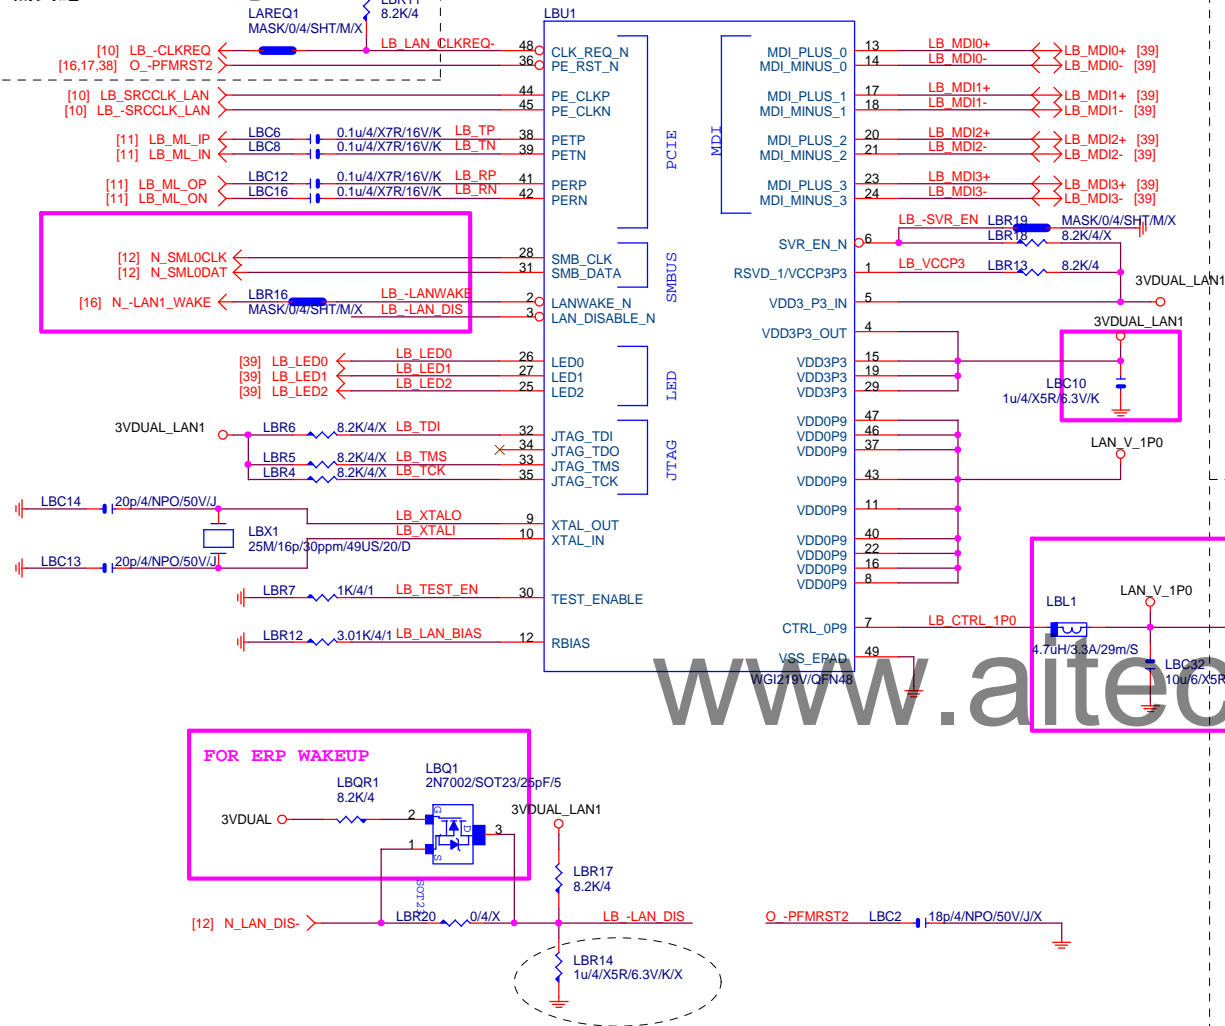 LBR11
8.2K/4
LAREQ1
MASK/0/4/SHT/M/X
LBU1
[10] LB_-CLKREQ
LB_LAN_CLKREQ-
48
CLK_REQ_N
[16,17,38] O_-PFMRST2
36
PE_RST_N
[10] LB_SRCCLK_LAN
44
PE_CLKP
[10] LB_-SRCCLK_LAN
45
PE_CLKN
[11] LB_ML_IP
LBC6
0.1u/4/X7R/16V/K
LB_TP
38
PETP
[11] LB_ML_IN
LBC8
0.1u/4/X7R/16V/K
LB_TN
39
PETN
[11] LB_ML_OP
LBC12
0.1u/4/X7R/16V/K
LB_RP
41
PERP
[11] LB_ML_ON
LBC16
0.1u/4/X7R/16V/K
LB_RN
42
PERN
PCIE
[12] N_SML0CLK
28
SMB_CLK
[12] N_SML0DAT
31
SMB_DATA
SMBUS
[16] N_-LAN1_WAKE
LBR16
MASK/0/4/SHT/M/X
LB_-LANWAKE
2
LANWAKE_N
LB_-LAN_DIS
3
LAN_DISABLE_N
[39] LB_LED0
LB_LED0
26
LED0
[39] LB_LED1
LB_LED1
27
LED1
[39] LB_LED2
LB_LED2
25
LED2
LED
3VDUAL_LAN1
LBR6
8.2K/4/X
LB_TDI
32
JTAG_TDI
34
JTAG_TDO
LBR5
8.2K/4/X
LB_TMS
33
JTAG_TMS
LBR4
8.2K/4/X
LB_TCK
35
JTAG_TCK
JTAG
LBC14
20p/4/NPO/50V/J
LB_XTALO
9
XTAL_OUT
LBX1
25M/16p/30ppm/49US/20/D
LB_XTALI
10
XTAL_IN
LBC13
20p/4/NPO/50V/J
LBR7
1K/4/1
LB_TEST_EN
30
TEST_ENABLE
LBR12
3.01K/4/1
LB_LAN_BIAS
12
RBIAS
MDI
MDI_PLUS_0
13
LB_MDI0+
LB_MDI0+ [39]
MDI_MINUS_0
14
LB_MDI0-
LB_MDI0- [39]
MDI_PLUS_1
17
LB_MDI1+
LB_MDI1+ [39]
MDI_MINUS_1
18
LB_MDI1-
LB_MDI1- [39]
MDI_PLUS_2
20
LB_MDI2+
LB_MDI2+ [39]
MDI_MINUS_2
21
LB_MDI2-
LB_MDI2- [39]
MDI_PLUS_3
23
LB_MDI3+
LB_MDI3+ [39]
MDI_MINUS_3
24
LB_MDI3-
LB_MDI3- [39]
LB_-SVR_EN
LBR19
MASK/0/4/SHT/M/X
SVR_EN_N
6
LBR18
8.2K/4/X
RSVD_1/VCCP3P3
1
LB_VCCP3
LBR13
8.2K/4
3VDUAL_LAN1
VDD3_P3_IN
5
VDD3P3_OUT
4
3VDUAL_LAN1
VDD3P3
15
VDD3P3
19
VDD3P3
29
LBC10
1u/4/X5R/6.3V/K
VDD0P9
47
VDD0P9
46
VDD0P9
37
LAN_V_1P0
VDD0P9
43
VDD0P9
11
VDD0P9
40
VDD0P9
22
VDD0P9
16
VDD0P9
8
CTRL_0P9
7
LB_CTRL_1P0
LBL1
4.7uH/3.3A/29m/S
LAN_V_1P0
LBC32
10u/6/X5R
VSS_EPAD
49
WGI219V/QFN48
www.aitec
FOR ERP WAKEUP
LBQ1
2N7002/SOT23/25pF/5
LBQR1
8.2K/4
3VDUAL
2
G
D
3
1
S
SOT23
3VDUAL_LAN1
LBR17
8.2K/4
[12] N_LAN_DIS-
LBR20
0/4/X
LB_-LAN_DIS
O_-PFMRST2
LBC2
18p/4/NPO/50V/J/X
LBR14
1u/4/X5R/6.3V/K/X